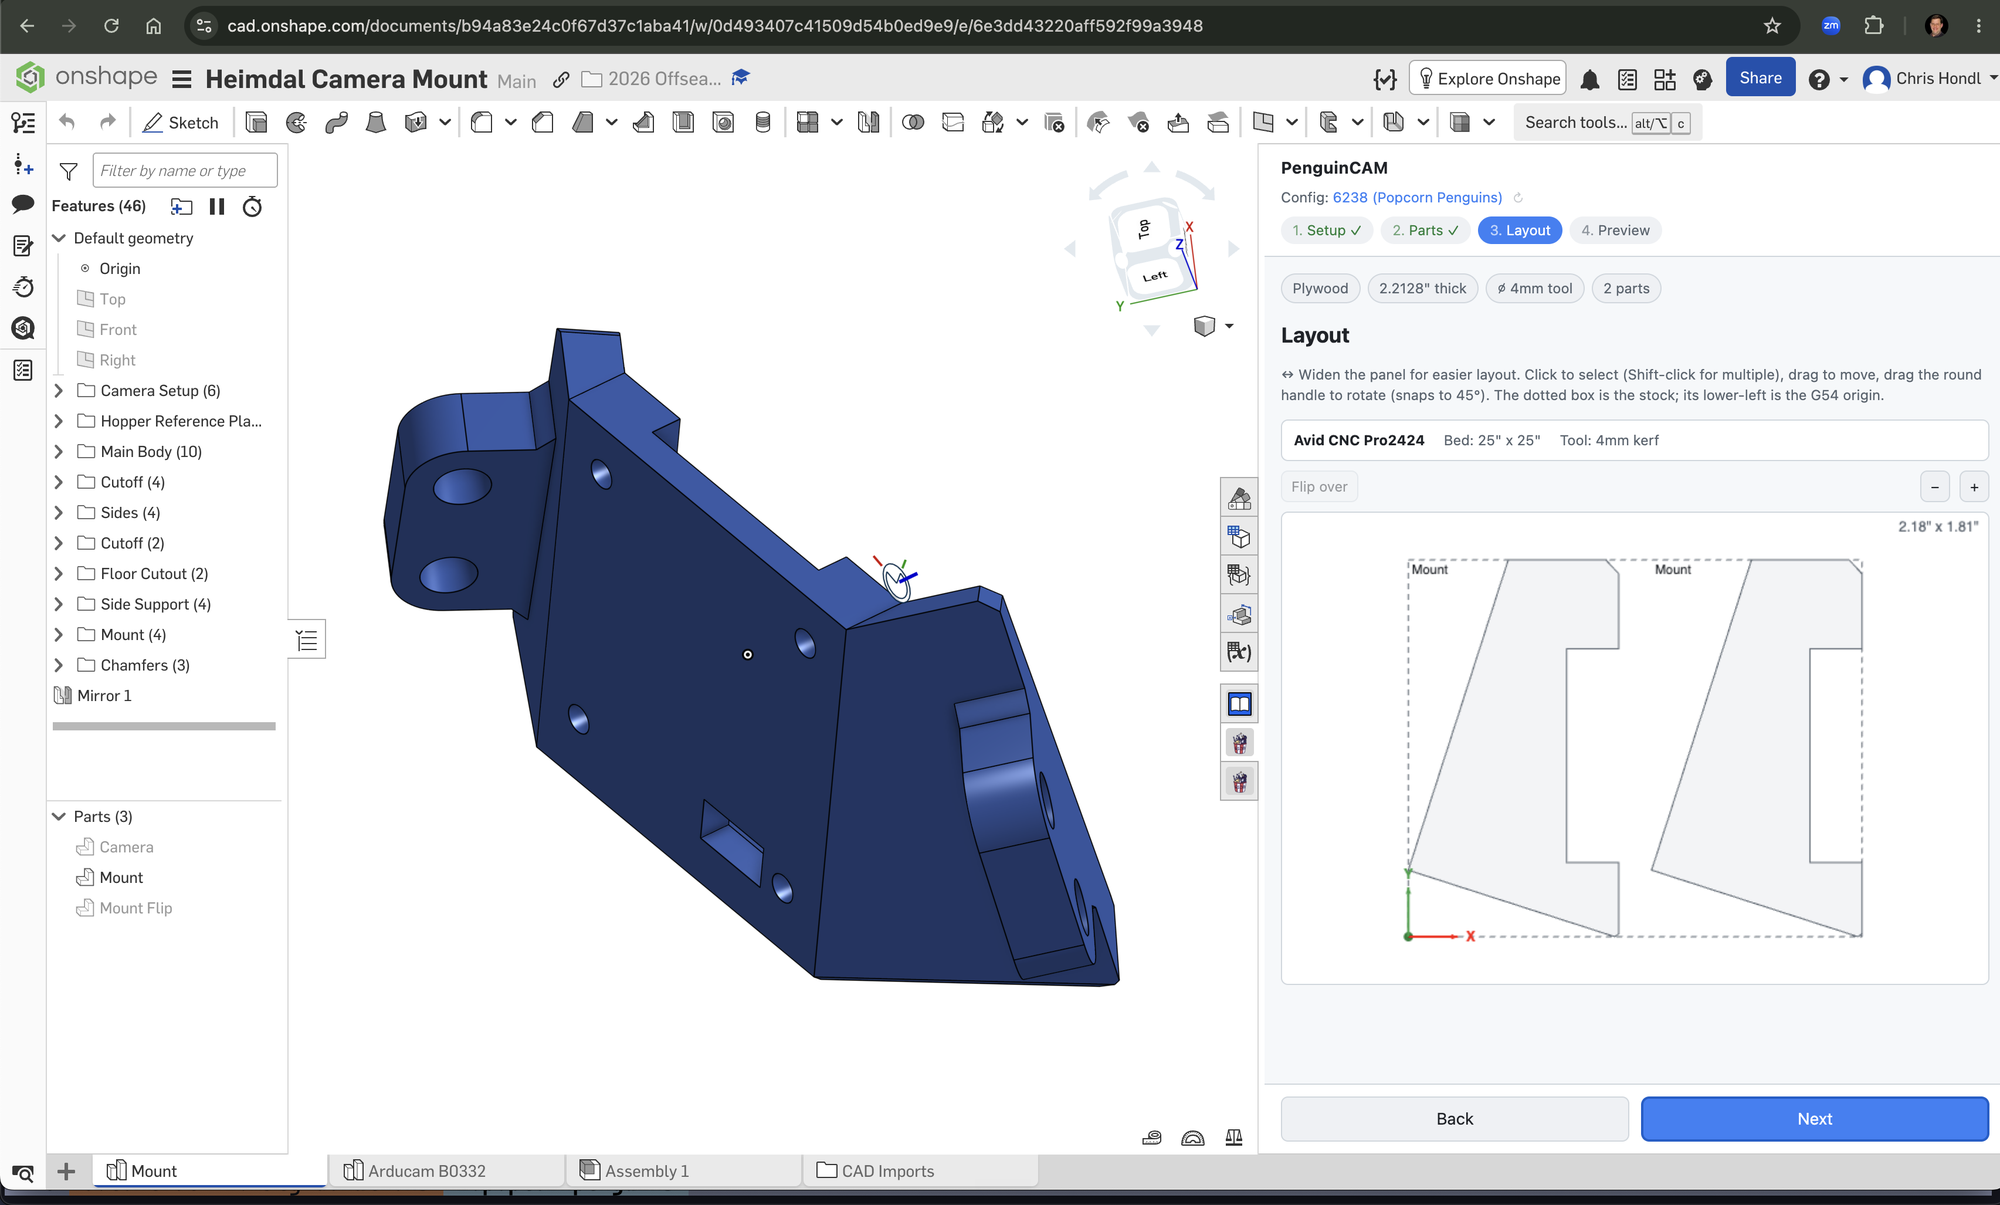 cad.onshape.com/documents/b94a83e24c0f67d37c1aba41/w/0d493407c41509d54b0ed9e9/e/6e3dd43220aff592f99a3948
zm
onshape
Heimdal Camera Mount Main
2026 Offsea...
Explore Onshape
Share
Chris Hondl
Sketch
Search tools... alt/⌥ c
Filter by name or type
Features (46)
Default geometry
Origin
Top
Front
Right
Camera Setup (6)
Hopper Reference Pla...
Main Body (10)
Cutoff (4)
Sides (4)
Cutoff (2)
Floor Cutout (2)
Side Support (4)
Mount (4)
Chamfers (3)
Mirror 1
Parts (3)
Camera
Mount
Mount Flip
Top
Left
X
Z
Y
PenguinCAM
Config: 6238 (Popcorn Penguins)
1. Setup ✓
2. Parts ✓
3. Layout
4. Preview
Plywood
2.2128" thick
ø 4mm tool
2 parts
Layout
↔ Widen the panel for easier layout. Click to select (Shift-click for multiple), drag to move, drag the round
handle to rotate (snaps to 45°). The dotted box is the stock; its lower-left is the G54 origin.
Avid CNC Pro2424 Bed: 25" x 25" Tool: 4mm kerf
Flip over
−
+
2.18" x 1.81"
Mount
Mount
Y
X
Back
Next
Mount
Arducam B0332
Assembly 1
CAD Imports